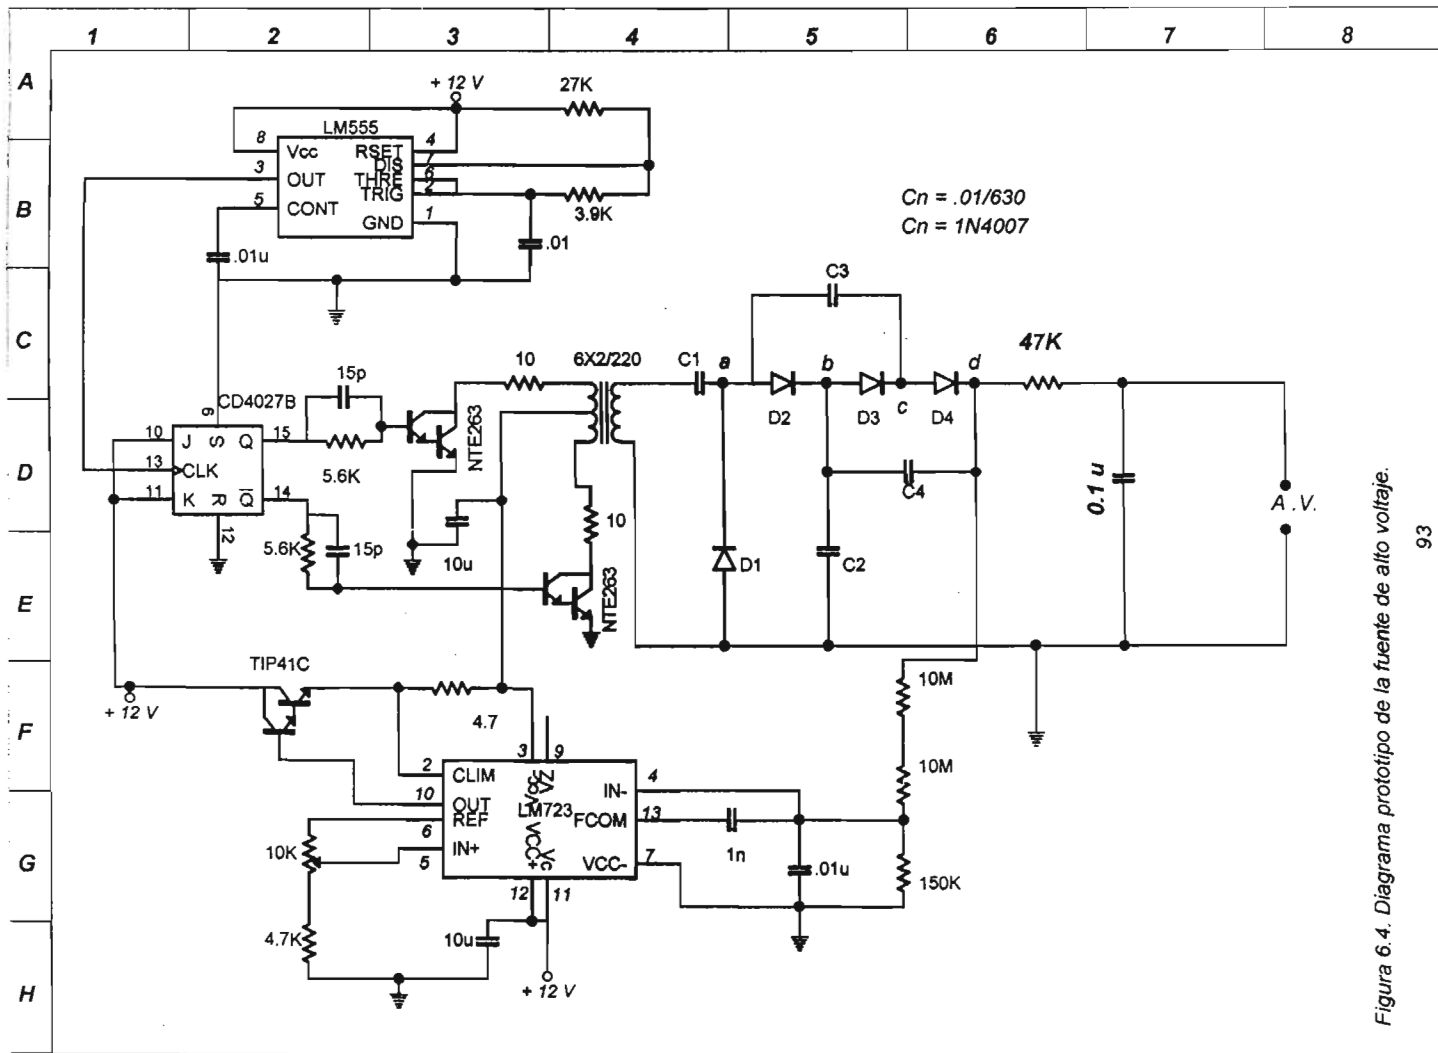 1 2 3 4 5 6 7 8
A
B
C
D
E
F
G
H
+ 12 V
27K
LM555
8 Vcc RSET 4
DIS 7
3 OUT THRE 6
TRIG 2
5 CONT
GND 1
3.9K
.01u
.01
Cn = .01/630
Cn = 1N4007
C3
47K
10
6X2/220
C1
a
b
c
d
15p
CD4027B
9
D2
D3
D4
10 J S Q 15
13 CLK
11 K R Q 14
12
5.6K
NTE263
C4
0.1 u
A .V.
10
5.6K
15p
10u
D1
C2
NTE263
TIP41C
+ 12 V
4.7
10M
3 9
2 CLIM
VZ
10 OUT
LM723
IN- 4
10M
REF
6
FCOM 13
10K
IN+
5
VCC+
Vc
1n
VCC- 7
.01u
150K
12 11
4.7K
10u
+ 12 V
Figura 6.4. Diagrama prototipo de la fuente de alto voltaje.
93